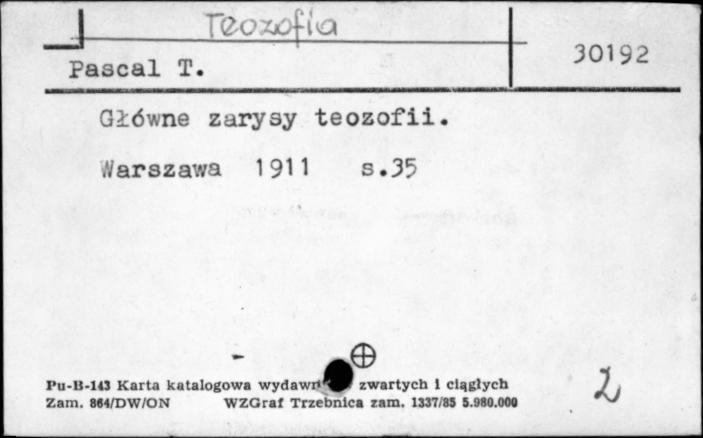 Teozofia
30192
Pascal T.
Główne zarysy teozofii.
Warszawa 1911 s.35
Pu-B-143 Karta katalogowa zwartych i ciągłych
Zam. 864/DW/ON WZGraf Trzebnica zam. 1337/85 5.980.000
2